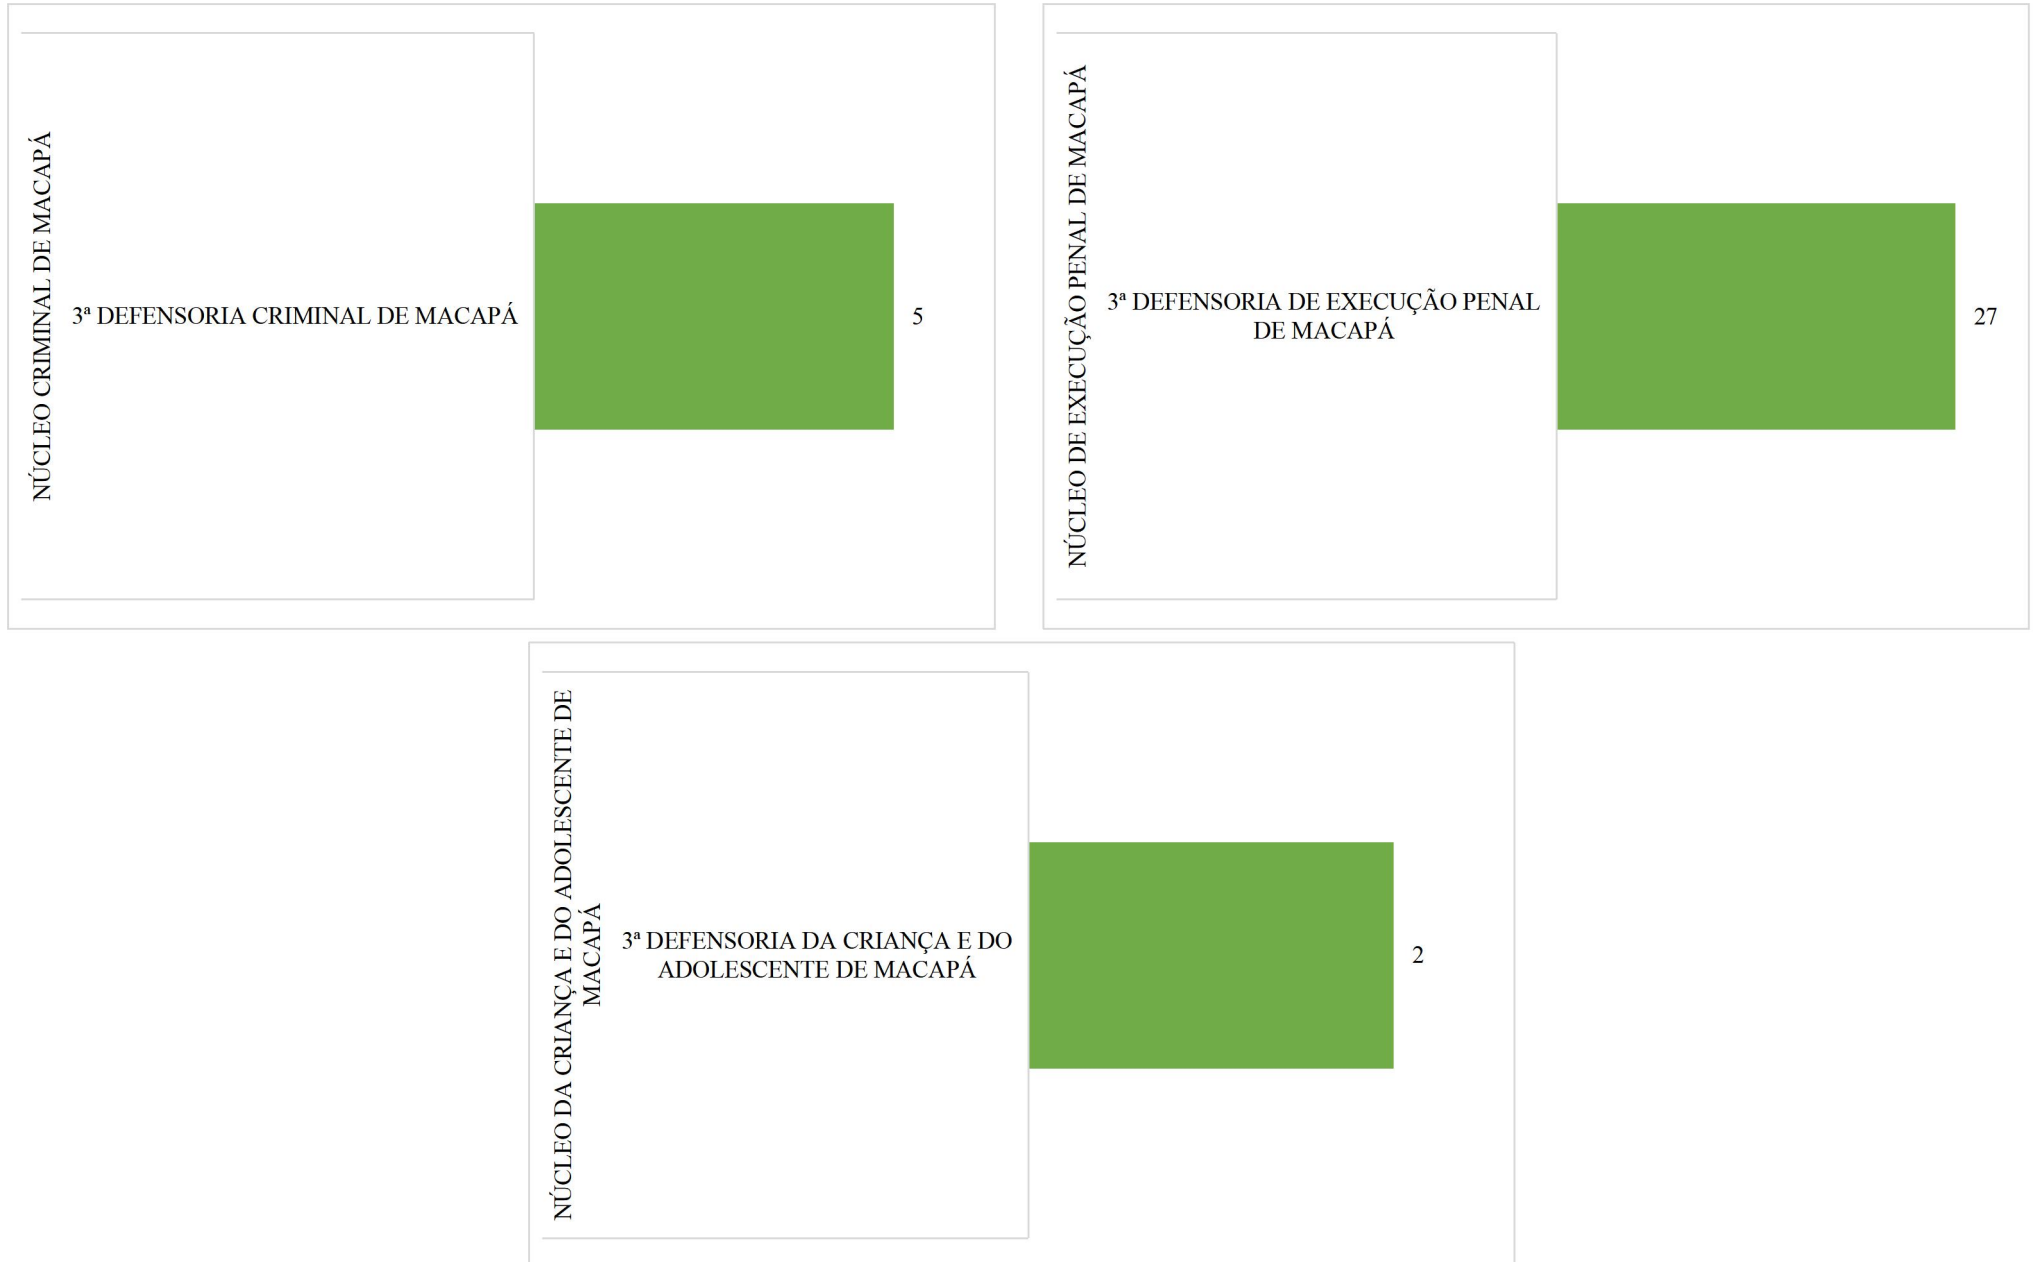 NÚCLEO CRIMINAL DE MACAPÁ
3ª DEFENSORIA CRIMINAL DE MACAPÁ
5
NÚCLEO DE EXECUÇÃO PENAL DE MACAPÁ
3ª DEFENSORIA DE EXECUÇÃO PENAL
DE MACAPÁ
27
NÚCLEO DA CRIANÇA E DO ADOLESCENTE DE
MACAPÁ
3ª DEFENSORIA DA CRIANÇA E DO
ADOLESCENTE DE MACAPÁ
2